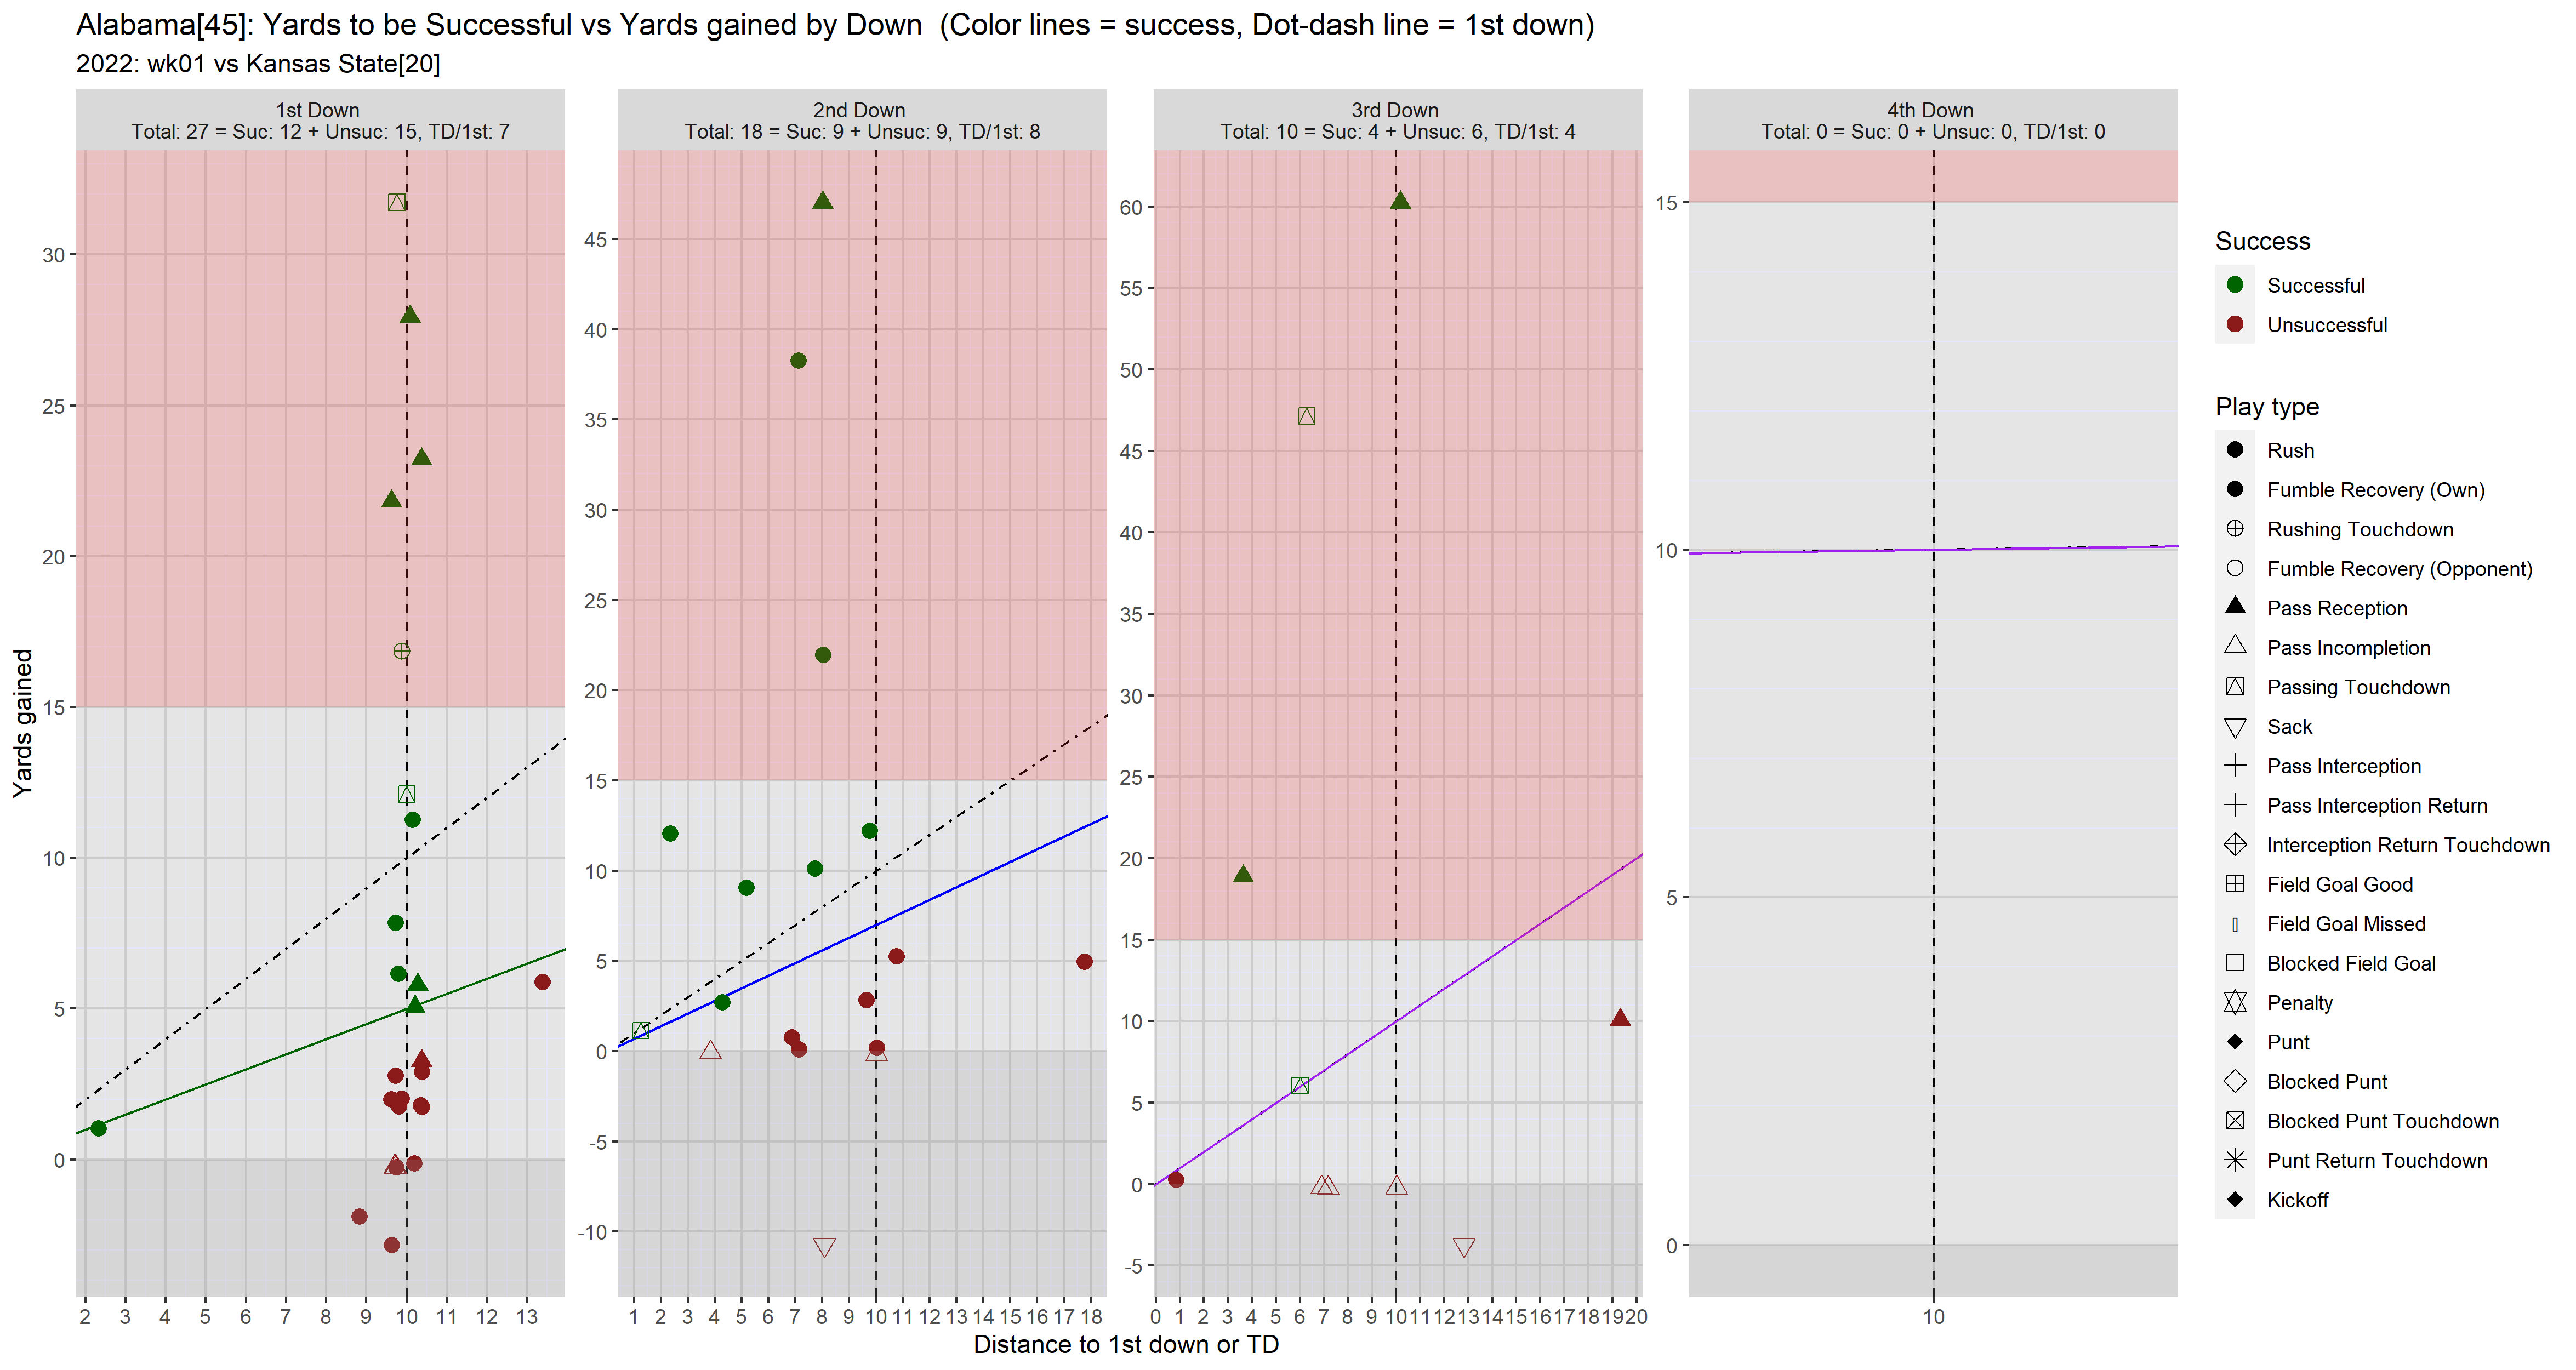 Alabama[45]: Yards to be Successful vs Yards gained by Down  (Color lines = success, Dot-dash line = 1st down)
2022: wk01 vs Kansas State[20]
1st Down
Total: 27 = Suc: 12 + Unsuc: 15, TD/1st: 7
2nd Down
Total: 18 = Suc: 9 + Unsuc: 9, TD/1st: 8
3rd Down
Total: 10 = Suc: 4 + Unsuc: 6, TD/1st: 4
4th Down
Total: 0 = Suc: 0 + Unsuc: 0, TD/1st: 0
Yards gained
30
25
20
15
10
5
0
2 3 4 5 6 7 8 9 10 11 12 13
45
40
35
30
25
20
15
10
5
0
-5
-10
1 2 3 4 5 6 7 8 9 10 11 12 13 14 15 16 17 18
60
55
50
45
40
35
30
25
20
15
10
5
0
-5
0 1 2 3 4 5 6 7 8 9 10 11 12 13 14 15 16 17 18 19 20
15
10
5
0
10
Distance to 1st down or TD
Success
Successful
Unsuccessful
Play type
Rush
Fumble Recovery (Own)
Rushing Touchdown
Fumble Recovery (Opponent)
Pass Reception
Pass Incompletion
Passing Touchdown
Sack
Pass Interception
Pass Interception Return
Interception Return Touchdown
Field Goal Good
Field Goal Missed
Blocked Field Goal
Penalty
Punt
Blocked Punt
Blocked Punt Touchdown
Punt Return Touchdown
Kickoff